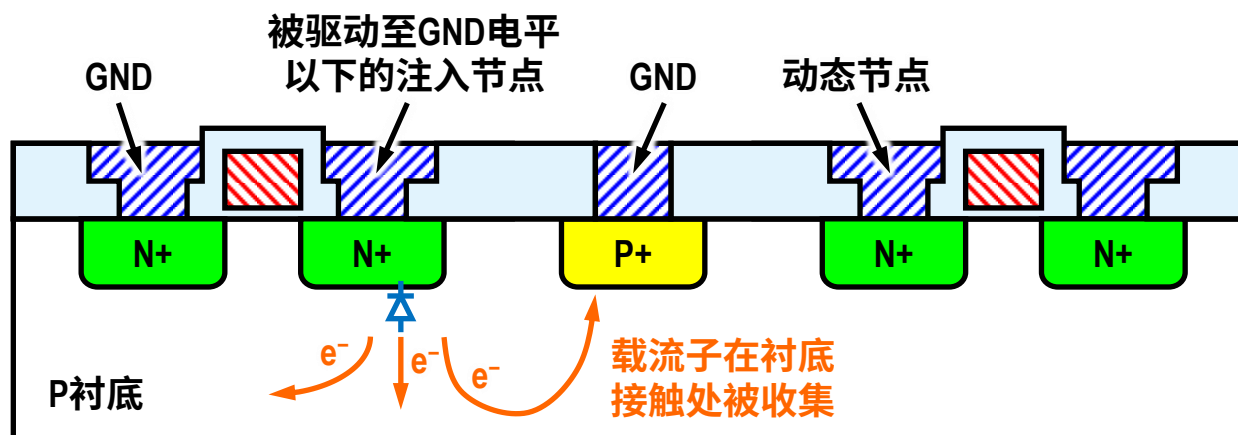 被驱动至GND电平
以下的注入节点
GND
GND
动态节点
N+
N+
P+
N+
N+
e−
e−
e−
载流子在衬底
接触处被收集
P衬底